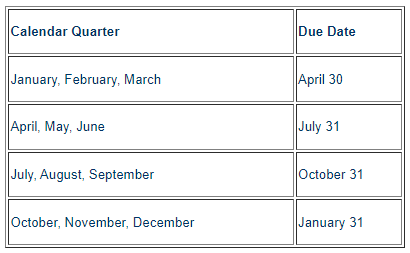 Calendar Quarter Due Date
January, February, March April 30
April, May, June July 31
July, August, September October 31
October, November, December January 31